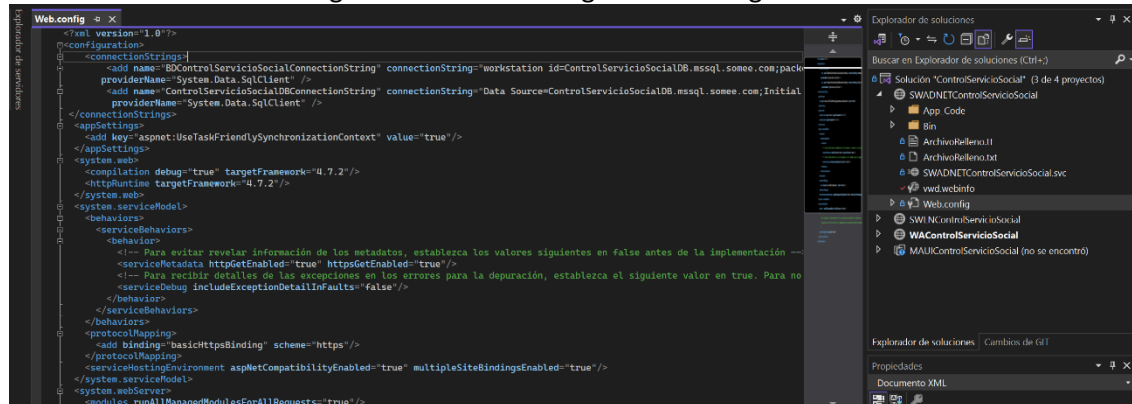 Explorador de servidores
Web.config
<?xml version="1.0"?>
<configuration>
<connectionStrings>
<add name="BDControlServicioSocialConnectionString" connectionString="workstation id=ControlServicioSocialDB.mssql.somee.com;pack
providerName="System.Data.SqlClient" />
<add name="ControlServicioSocialDBConnectionString" connectionString="Data Source=ControlServicioSocialDB.mssql.somee.com;Initial
providerName="System.Data.SqlClient" />
</connectionStrings>
<appSettings>
<add key="aspnet:UseTaskFriendlySynchronizationContext" value="true"/>
</appSettings>
<system.web>
<compilation debug="true" targetFramework="4.7.2"/>
<httpRuntime targetFramework="4.7.2"/>
</system.web>
<system.serviceModel>
<behaviors>
<serviceBehaviors>
<behavior>
<!-- Para evitar revelar información de los metadatos, establezca los valores siguientes en false antes de la implementación --
<serviceMetadata httpGetEnabled="true" httpsGetEnabled="true"/>
<!-- Para recibir detalles de las excepciones en los errores para la depuración, establezca el siguiente valor en true. Para no
<serviceDebug includeExceptionDetailInFaults="false"/>
</behavior>
</serviceBehaviors>
</behaviors>
<protocolMapping>
<add binding="basicHttpsBinding" scheme="https"/>
</protocolMapping>
<serviceHostingEnvironment aspNetCompatibilityEnabled="true" multipleSiteBindingsEnabled="true"/>
</system.serviceModel>
<system.webServer>
<modules runAllManagedModulesForAllRequests="true"/>
Explorador de soluciones
Buscar en Explorador de soluciones (Ctrl+;)
Solución "ControlServicioSocial" (3 de 4 proyectos)
SWADNETControlServicioSocial
App_Code
Bin
ArchivoRelleno.tt
ArchivoRelleno.txt
SWADNETControlServicioSocial.svc
vwd.webinfo
Web.config
SWLNControlServicioSocial
WAControlServicioSocial
MAUIControlServicioSocial (no se encontró)
Explorador de soluciones Cambios de GIT
Propiedades
Documento XML